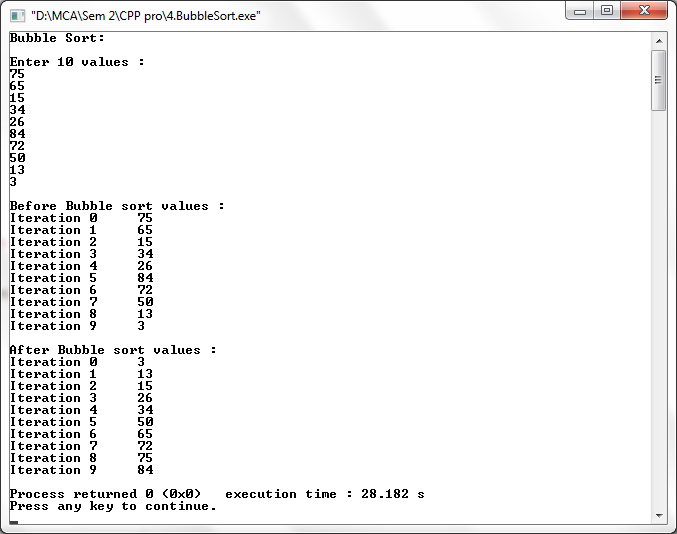 "D:\MCA\Sem 2\CPP pro\4.BubbleSort.exe"
Bubble Sort:
Enter 10 values :
75
65
15
34
26
84
72
50
13
3
Before Bubble sort values :
Iteration 0     75
Iteration 1     65
Iteration 2     15
Iteration 3     34
Iteration 4     26
Iteration 5     84
Iteration 6     72
Iteration 7     50
Iteration 8     13
Iteration 9     3
After Bubble sort values :
Iteration 0     3
Iteration 1     13
Iteration 2     15
Iteration 3     26
Iteration 4     34
Iteration 5     50
Iteration 6     65
Iteration 7     72
Iteration 8     75
Iteration 9     84
Process returned 0 (0x0)   execution time : 28.182 s
Press any key to continue.